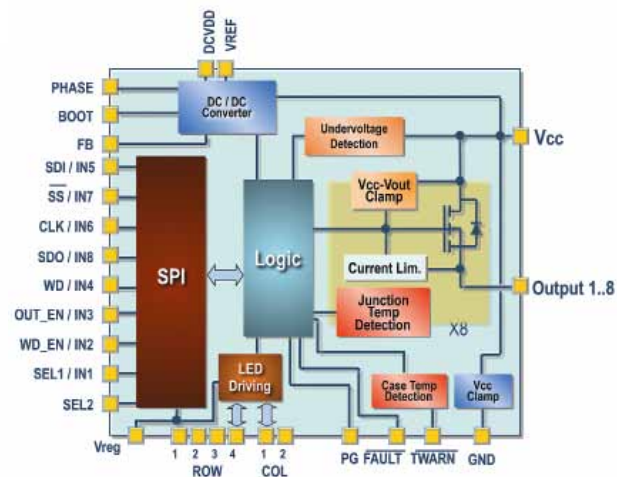 DCVDD
VREF
PHASE
BOOT
FB
SDI / IN5
SS / IN7
CLK / IN6
SDO / IN8
WD / IN4
OUT_EN / IN3
WD_EN / IN2
SEL1 / IN1
SEL2
Vreg
DC / DC
Converter
Undervoltage
Detection
Vcc
Vcc-Vout
Clamp
SPI
Logic
Current Lim.
Output 1..8
Junction
Temp
Detection
X8
LED
Driving
Case Temp
Detection
Vcc
Clamp
1
2
3
4
1
2
ROW
COL
PG
FAULT
TWARN
GND